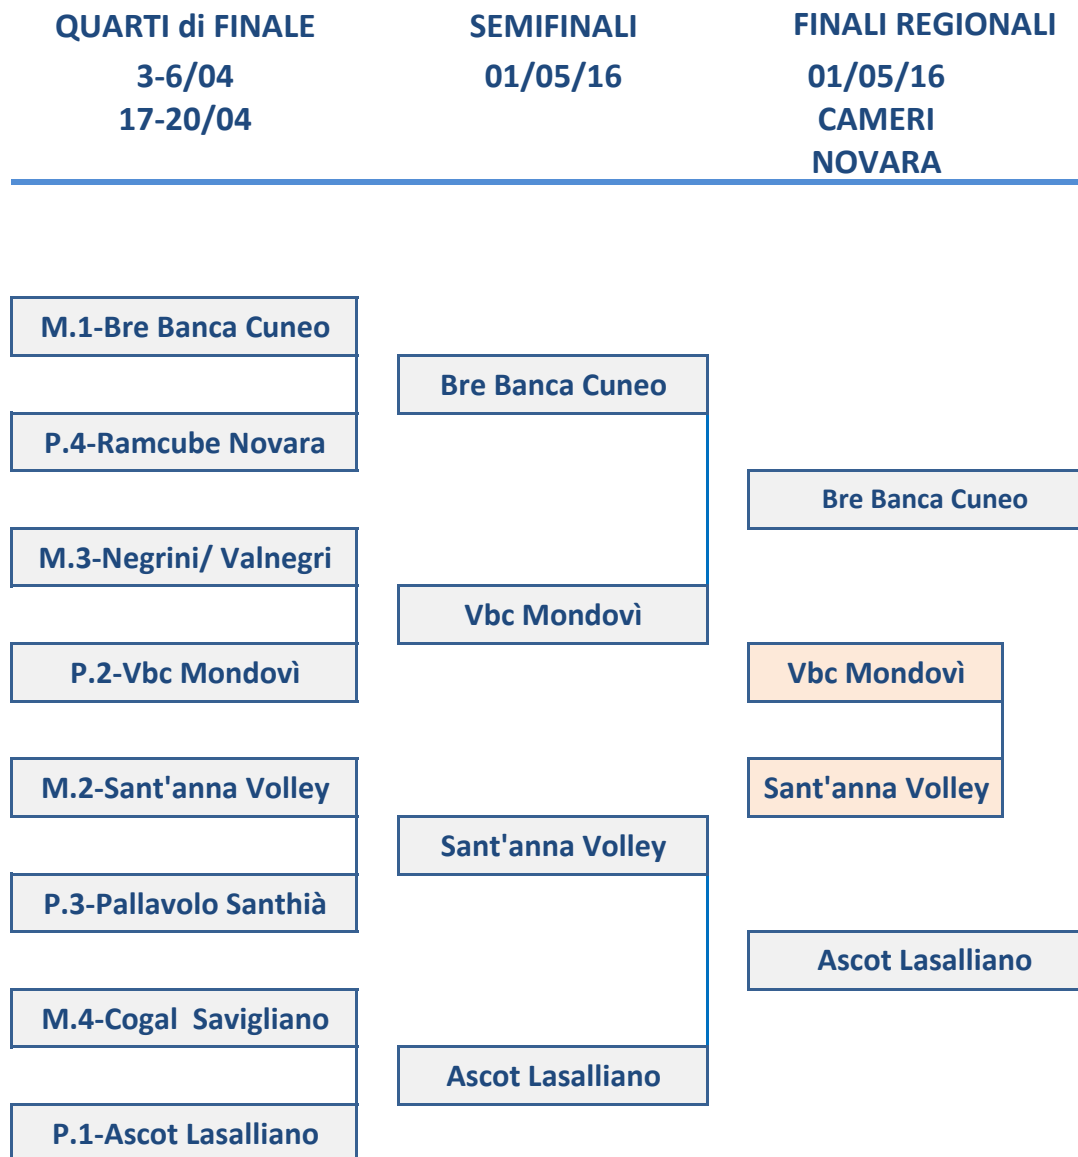 QUARTI di FINALE
3-6/04
17-20/04
SEMIFINALI
01/05/16
FINALI REGIONALI
01/05/16
CAMERI
NOVARA
M.1-Bre Banca Cuneo
P.4-Ramcube Novara
M.3-Negrini/ Valnegri
P.2-Vbc Mondovì
M.2-Sant'anna Volley
P.3-Pallavolo Santhià
M.4-Cogal  Savigliano
P.1-Ascot Lasalliano
Bre Banca Cuneo
Vbc Mondovì
Sant'anna Volley
Ascot Lasalliano
Bre Banca Cuneo
Vbc Mondovì
Sant'anna Volley
Ascot Lasalliano